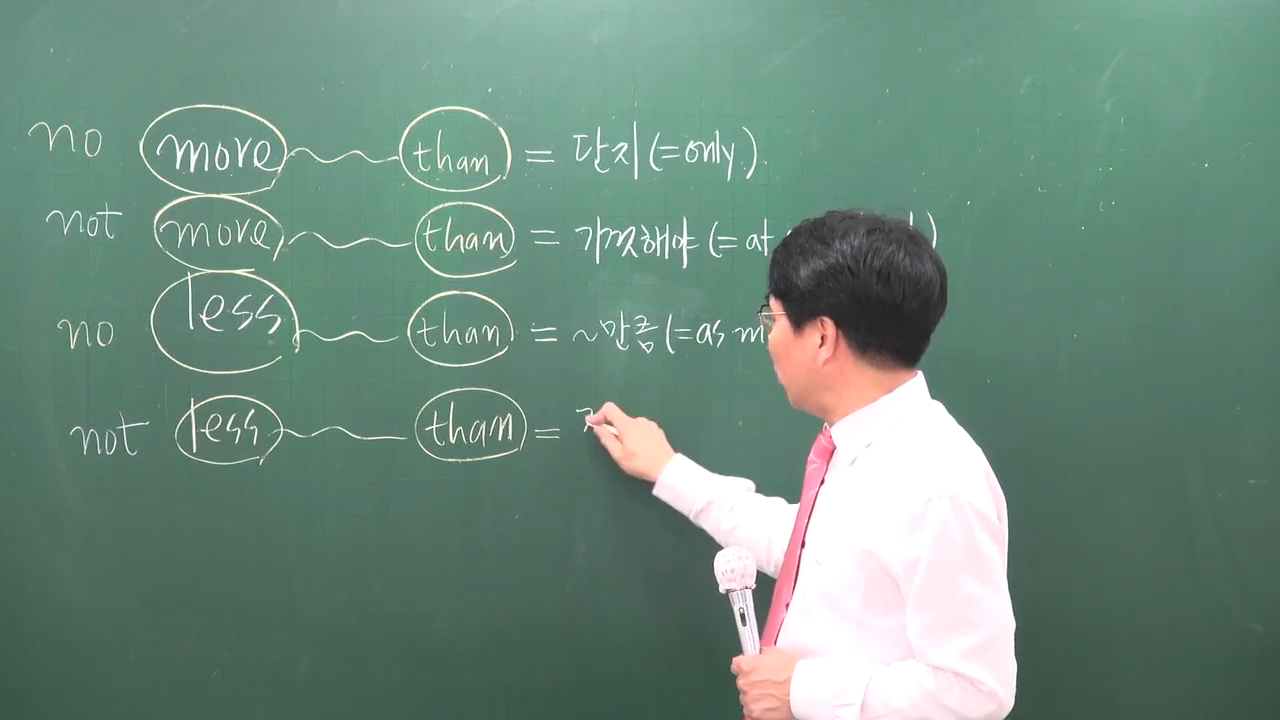 no more than = 단지 (= only)
not more than = 기껏해야 (= at
no less than = ~만큼 (= as m
not less than =